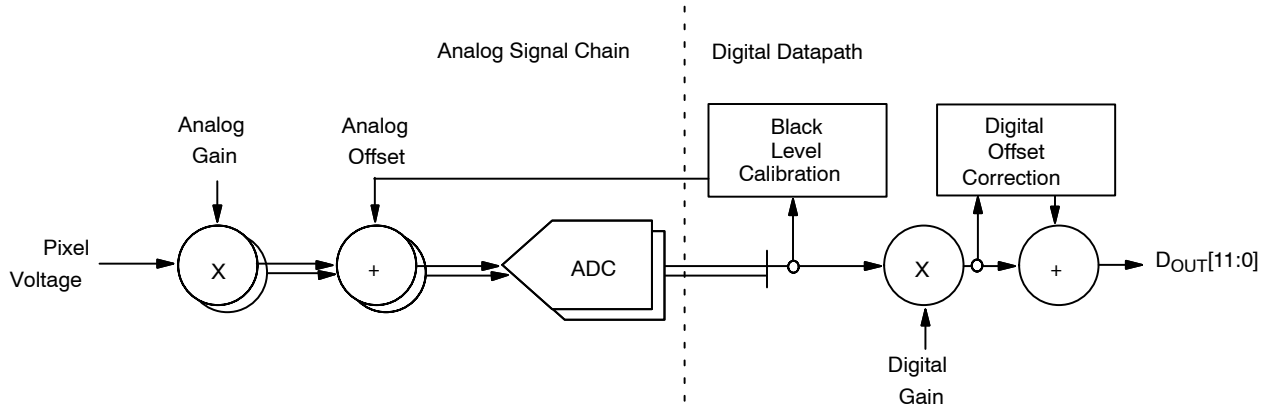 Analog Signal Chain
Digital Datapath
Analog
Gain
Analog
Offset
Black
Level
Calibration
Digital
Offset
Correction
Pixel
Voltage
X
+
ADC
X
+
DOUT[11:0]
Digital
Gain